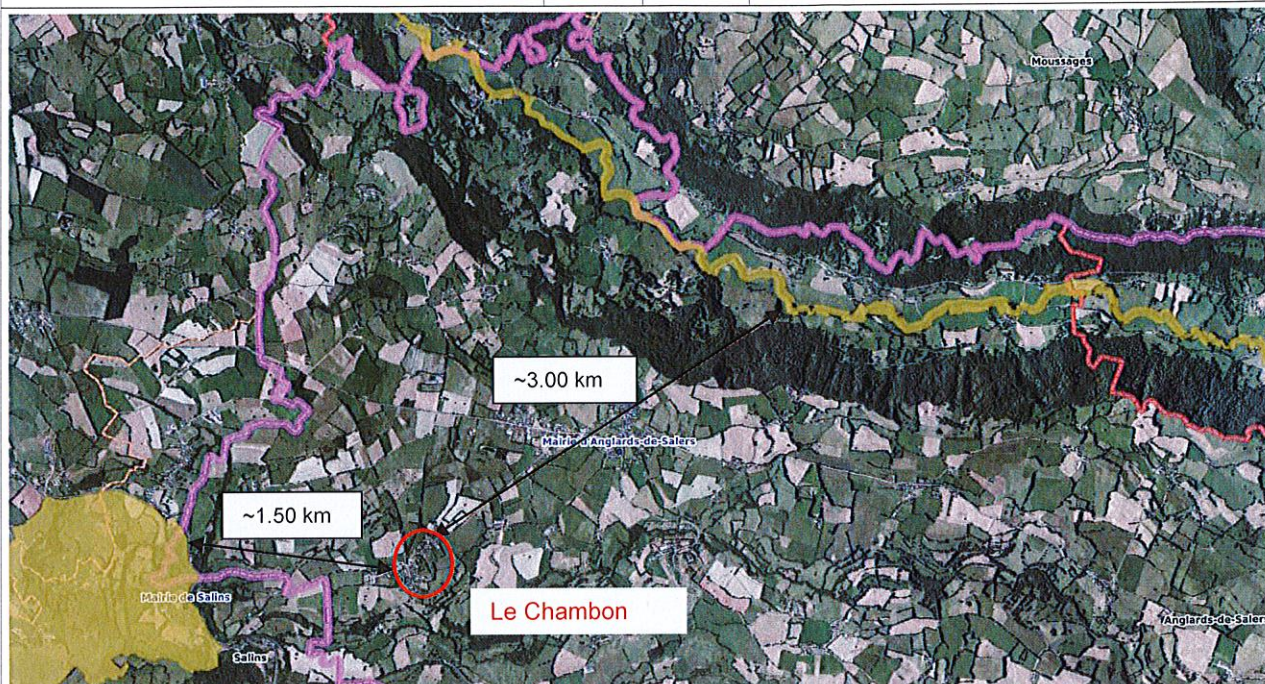 Moussages
~3.00 km
Mairie d'Anglards-de-Salers
~1.50 km
Mairie de Salins
Le Chambon
Anglards-de-Salers
Salins